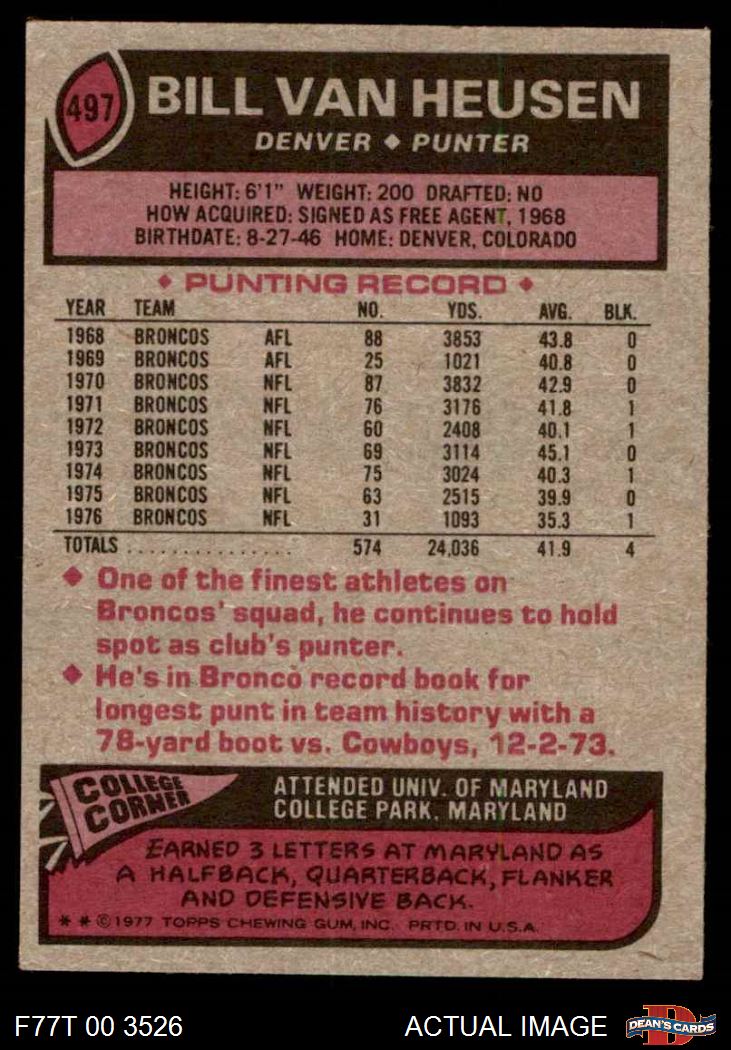 497
BILL VAN HEUSEN
DENVER ♦ PUNTER
HEIGHT: 6'1" WEIGHT: 200 DRAFTED: NO
HOW ACQUIRED: SIGNED AS FREE AGENT, 1968
BIRTHDATE: 8-27-46 HOME: DENVER, COLORADO
♦ PUNTING RECORD ♦
YEAR TEAM NO. YDS. AVG. BLK.
1968 BRONCOS AFL 88 3853 43.8 0
1969 BRONCOS AFL 25 1021 40.8 0
1970 BRONCOS NFL 87 3832 42.9 0
1971 BRONCOS NFL 76 3176 41.8 1
1972 BRONCOS NFL 60 2408 40.1 1
1973 BRONCOS NFL 69 3114 45.1 0
1974 BRONCOS NFL 75 3024 40.3 1
1975 BRONCOS NFL 63 2515 39.9 0
1976 BRONCOS NFL 31 1093 35.3 1
TOTALS . . . . . . . . . . . . . . . 574 24,036 41.9 4
♦ One of the finest athletes on
Broncos' squad, he continues to hold
spot as club's punter.
♦ He's in Bronco record book for
longest punt in team history with a
78-yard boot vs. Cowboys, 12-2-73.
COLLEGE
CORNER
ATTENDED UNIV. OF MARYLAND
COLLEGE PARK, MARYLAND
EARNED 3 LETTERS AT MARYLAND AS
A HALFBACK, QUARTERBACK, FLANKER
AND DEFENSIVE BACK.
* * © 1977 TOPPS CHEWING GUM, INC. PRTD. IN U.S.A.
F77T 00 3526 ACTUAL IMAGE
D
DEAN'S CARDS